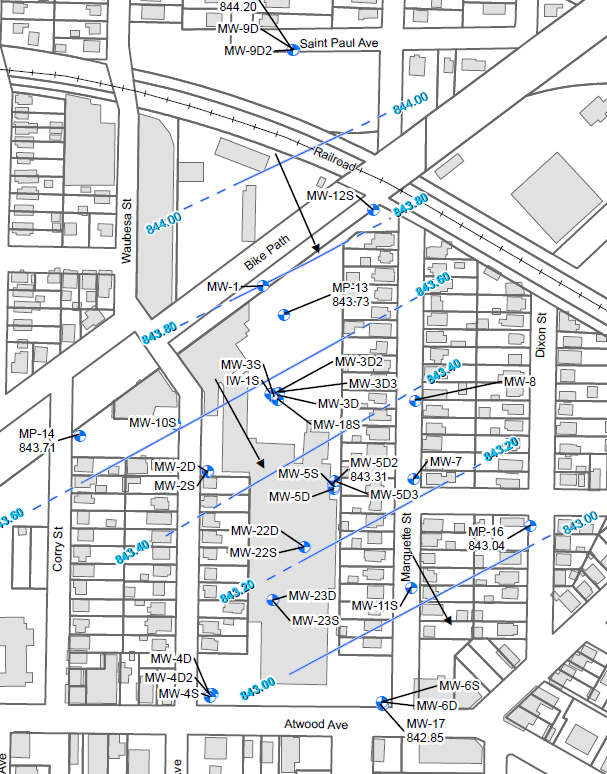 844.20
MW-9D
MW-9D2
Saint Paul Ave
844.00
Railroad
MW-12S
843.80
844.00
Waubesa St
Bike Path
MW-1
MP-13
843.73
843.60
Dixon St
843.80
MW-3S
IW-1S
MW-3D2
MW-3D3
MW-3D
MW-18S
843.40
MW-8
MW-10S
MP-14
843.71
MW-2D
MW-2S
MW-5S
MW-5D
MW-5D2
843.31
MW-5D3
MW-7
843.20
3.60
Corry St
843.40
MW-22D
MW-22S
Marquette St
MP-16
843.04
843.00
843.20
MW-23D
MW-23S
MW-11S
MW-4D
MW-4D2
MW-4S
843.00
MW-6S
MW-6D
MW-17
842.85
Atwood Ave
Ave
Ave